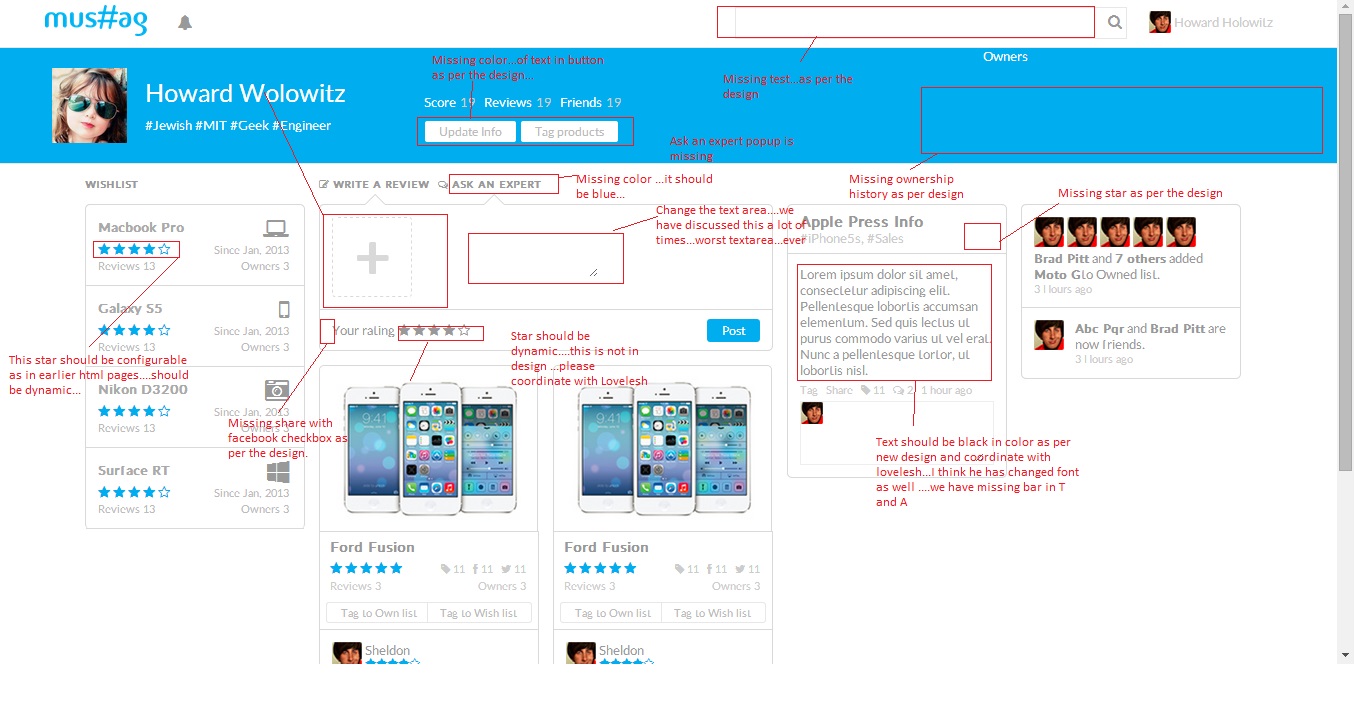 mus#ag
Howard Holowitz
Owners
Missing color...of text in button
as per the design...
Missing test...as per the
design
Howard Wolowitz
#Jewish #MIT #Geek #Engineer
Score 19 Reviews 19 Friends 19
Update Info
Tag products
Ask an expert popup is
missing
Missing color ...it should
be blue...
Missing ownership
history as per design
Missing star as per the design
WISHLIST
WRITE A REVIEW
ASK AN EXPERT
Change the text area....we
have discussed this a lot of
times...worst textarea...ever
Macbook Pro
Since Jan, 2013
Reviews 13
Owners 3
Galaxy S5
Since Jan, 2013
Reviews 13
Owners 3
This star should be configurable
as in earlier html pages....should
be dynamic...
Nikon D3200
Since Jan, 2013
Reviews 13
Owners 3
Missing share with
facebook checkbox as
per the design.
Surface RT
Since Jan, 2013
Reviews 13
Owners 3
Your rating
Post
Star should be
dynamic....this is not in
design ...please
coordinate with Lovelesh
Ford Fusion
11 11 11
Reviews 3
Owners 3
Tag to Own list
Tag to Wish list
Sheldon
Ford Fusion
11 11 11
Reviews 3
Owners 3
Tag to Own list
Tag to Wish list
Sheldon
Apple Press Info
#iPhone5s, #Sales
Lorem ipsum dolor sit amet,
consectetur adipiscing elit.
Pellentesque lobortis accumsan
elementum. Sed quis lectus ut
purus commodo varius ut vel erat.
Nunc a pellentesque tortor, ut
lobortis nisl.
Tag Share 11 2 1 hour ago
Text should be black in color as per
new design and coordinate with
lovelesh...I think he has changed font
as well ....we have missing bar in T
and A
Brad Pitt and 7 others added
Moto G to Owned list.
3 Hours ago
Abc Pqr and Brad Pitt are
now friends.
3 Hours ago